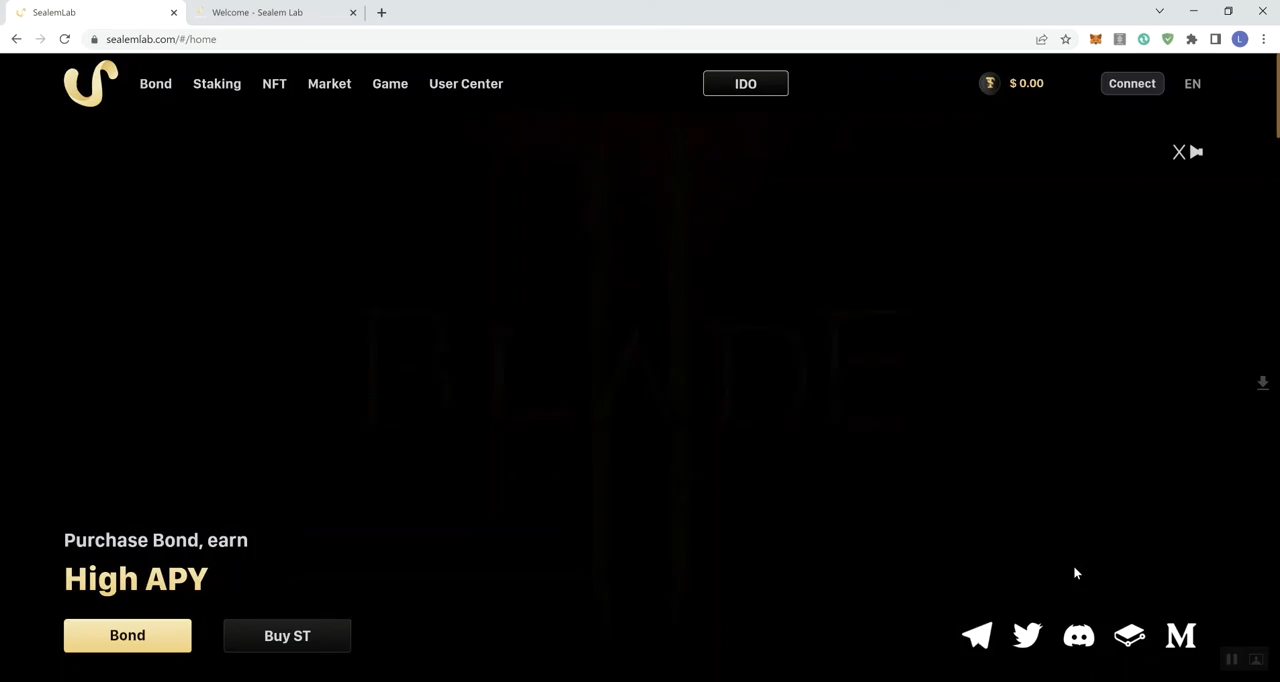 SealemLab
Welcome - Sealem Lab
sealemlab.com/#/home
L
Bond
Staking
NFT
Market
Game
User Center
IDO
$ 0.00
Connect
EN
BLADE
Purchase Bond, earn
High APY
Bond
Buy ST